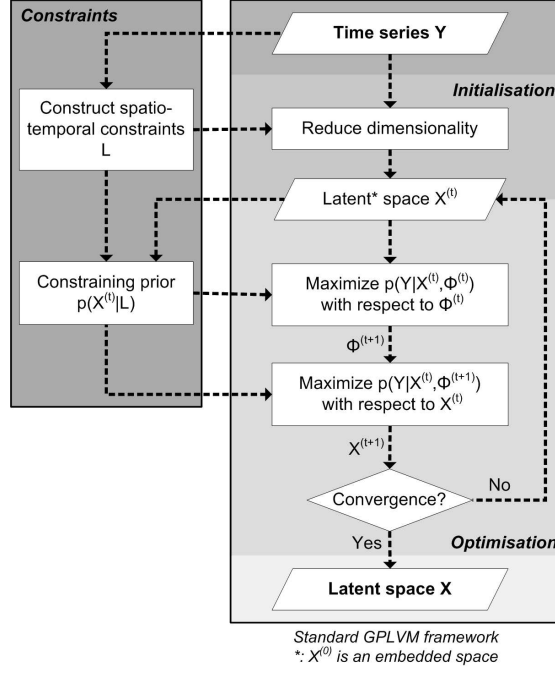 Constraints
Time series Y
Initialisation
Construct spatio-
temporal constraints
L
Reduce dimensionality
Latent* space X^(t)
Constraining prior
p(X^(t)|L)
Maximize p(Y|X^(t),Φ^(t))
with respect to Φ^(t)
Φ^(t+1)
Maximize p(Y|X^(t),Φ^(t+1))
with respect to X^(t)
X^(t+1)
Convergence?
No
Yes
Optimisation
Latent space X
Standard GPLVM framework
*: X^(0) is an embedded space